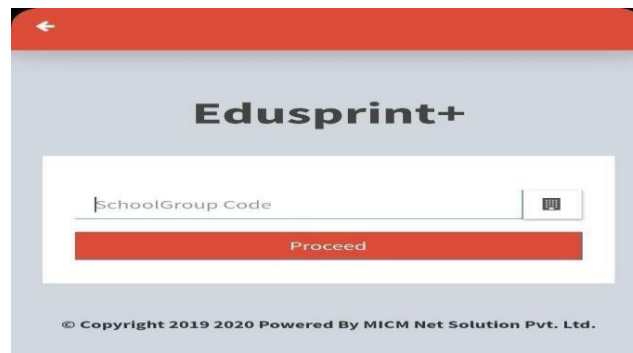 Edusprint+
SchoolGroup Code
Proceed
© Copyright 2019 2020 Powered By MICM Net Solution Pvt. Ltd.